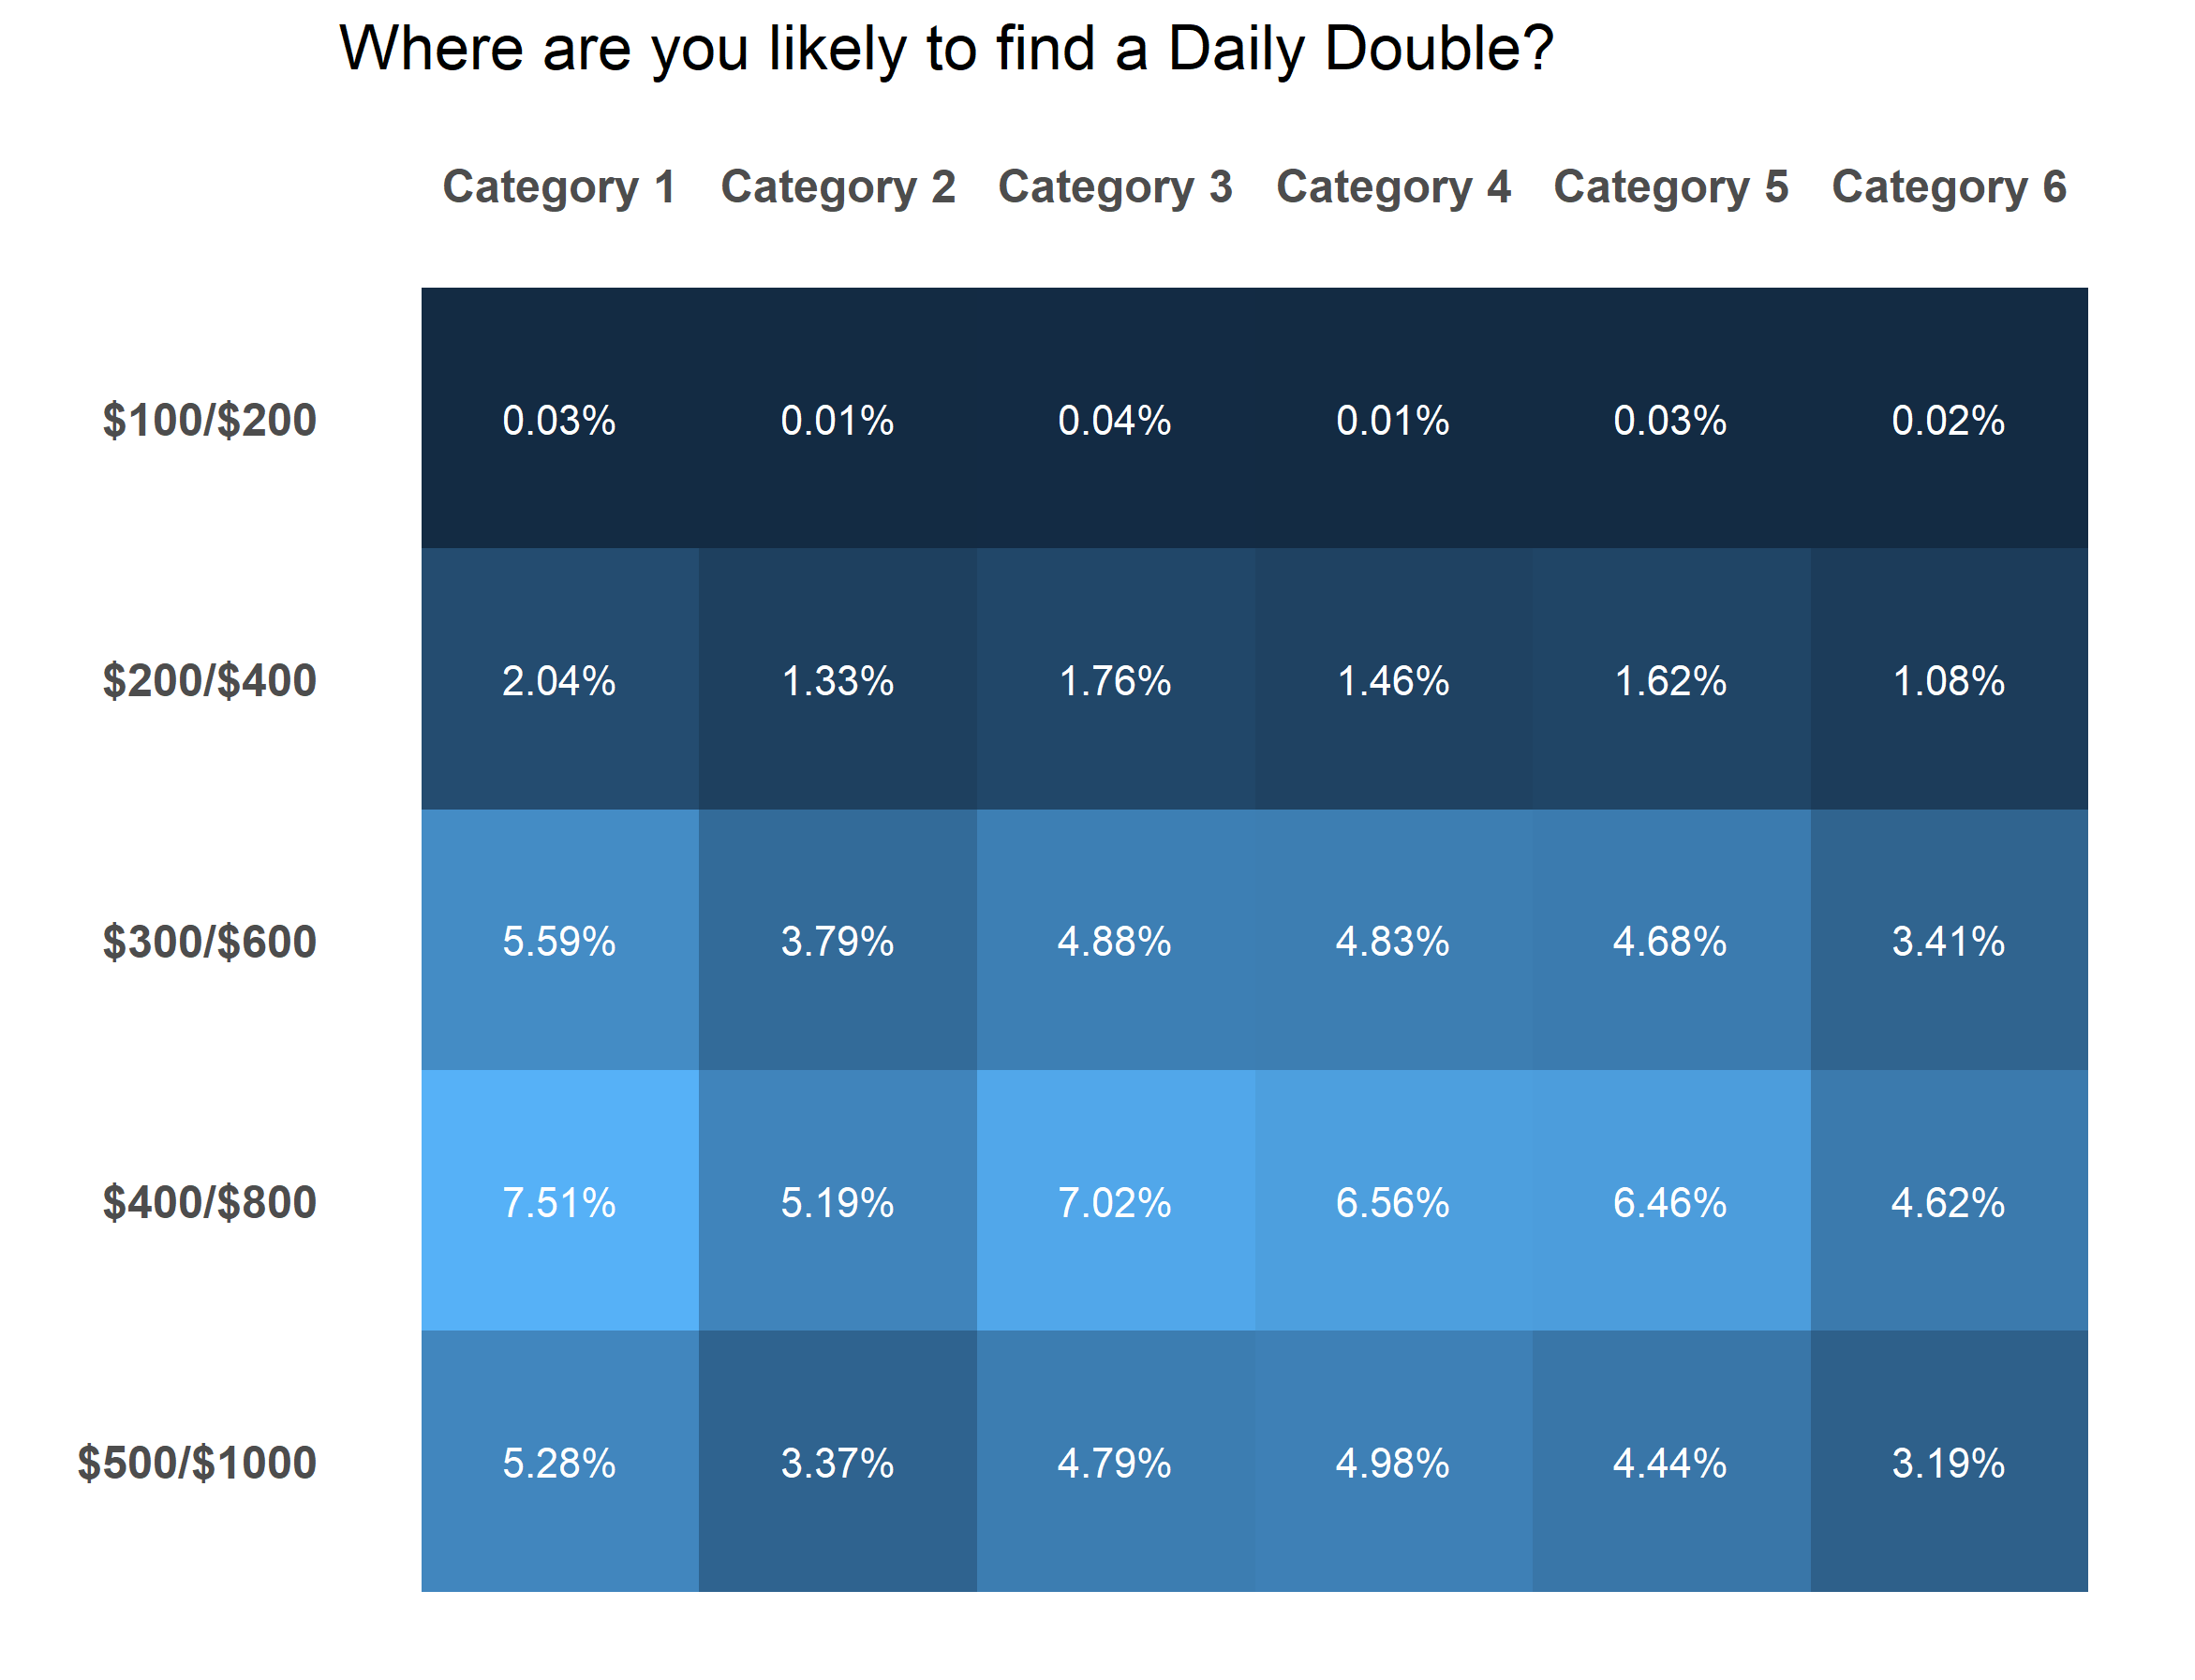 Where are you likely to find a Daily Double?
Category 1 Category 2 Category 3 Category 4 Category 5 Category 6
$100/$200 0.03% 0.01% 0.04% 0.01% 0.03% 0.02%
$200/$400 2.04% 1.33% 1.76% 1.46% 1.62% 1.08%
$300/$600 5.59% 3.79% 4.88% 4.83% 4.68% 3.41%
$400/$800 7.51% 5.19% 7.02% 6.56% 6.46% 4.62%
$500/$1000 5.28% 3.37% 4.79% 4.98% 4.44% 3.19%